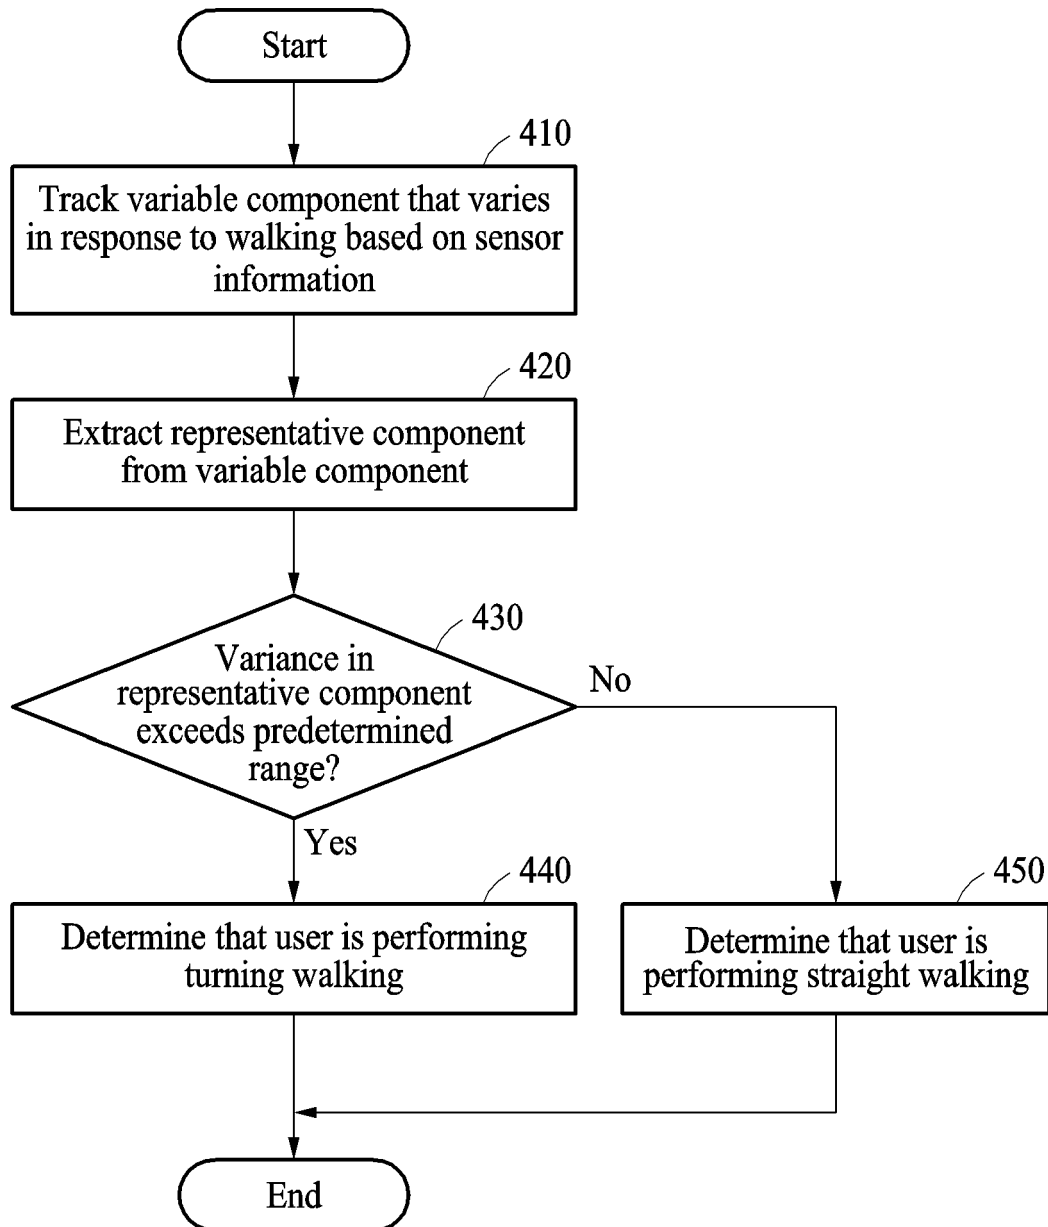 Start
410
Track variable component that varies
in response to walking based on sensor
information
420
Extract representative component
from variable component
430
Variance in
representative component
exceeds predetermined
range?
No
Yes
440
Determine that user is performing
turning walking
450
Determine that user is
performing straight walking
End